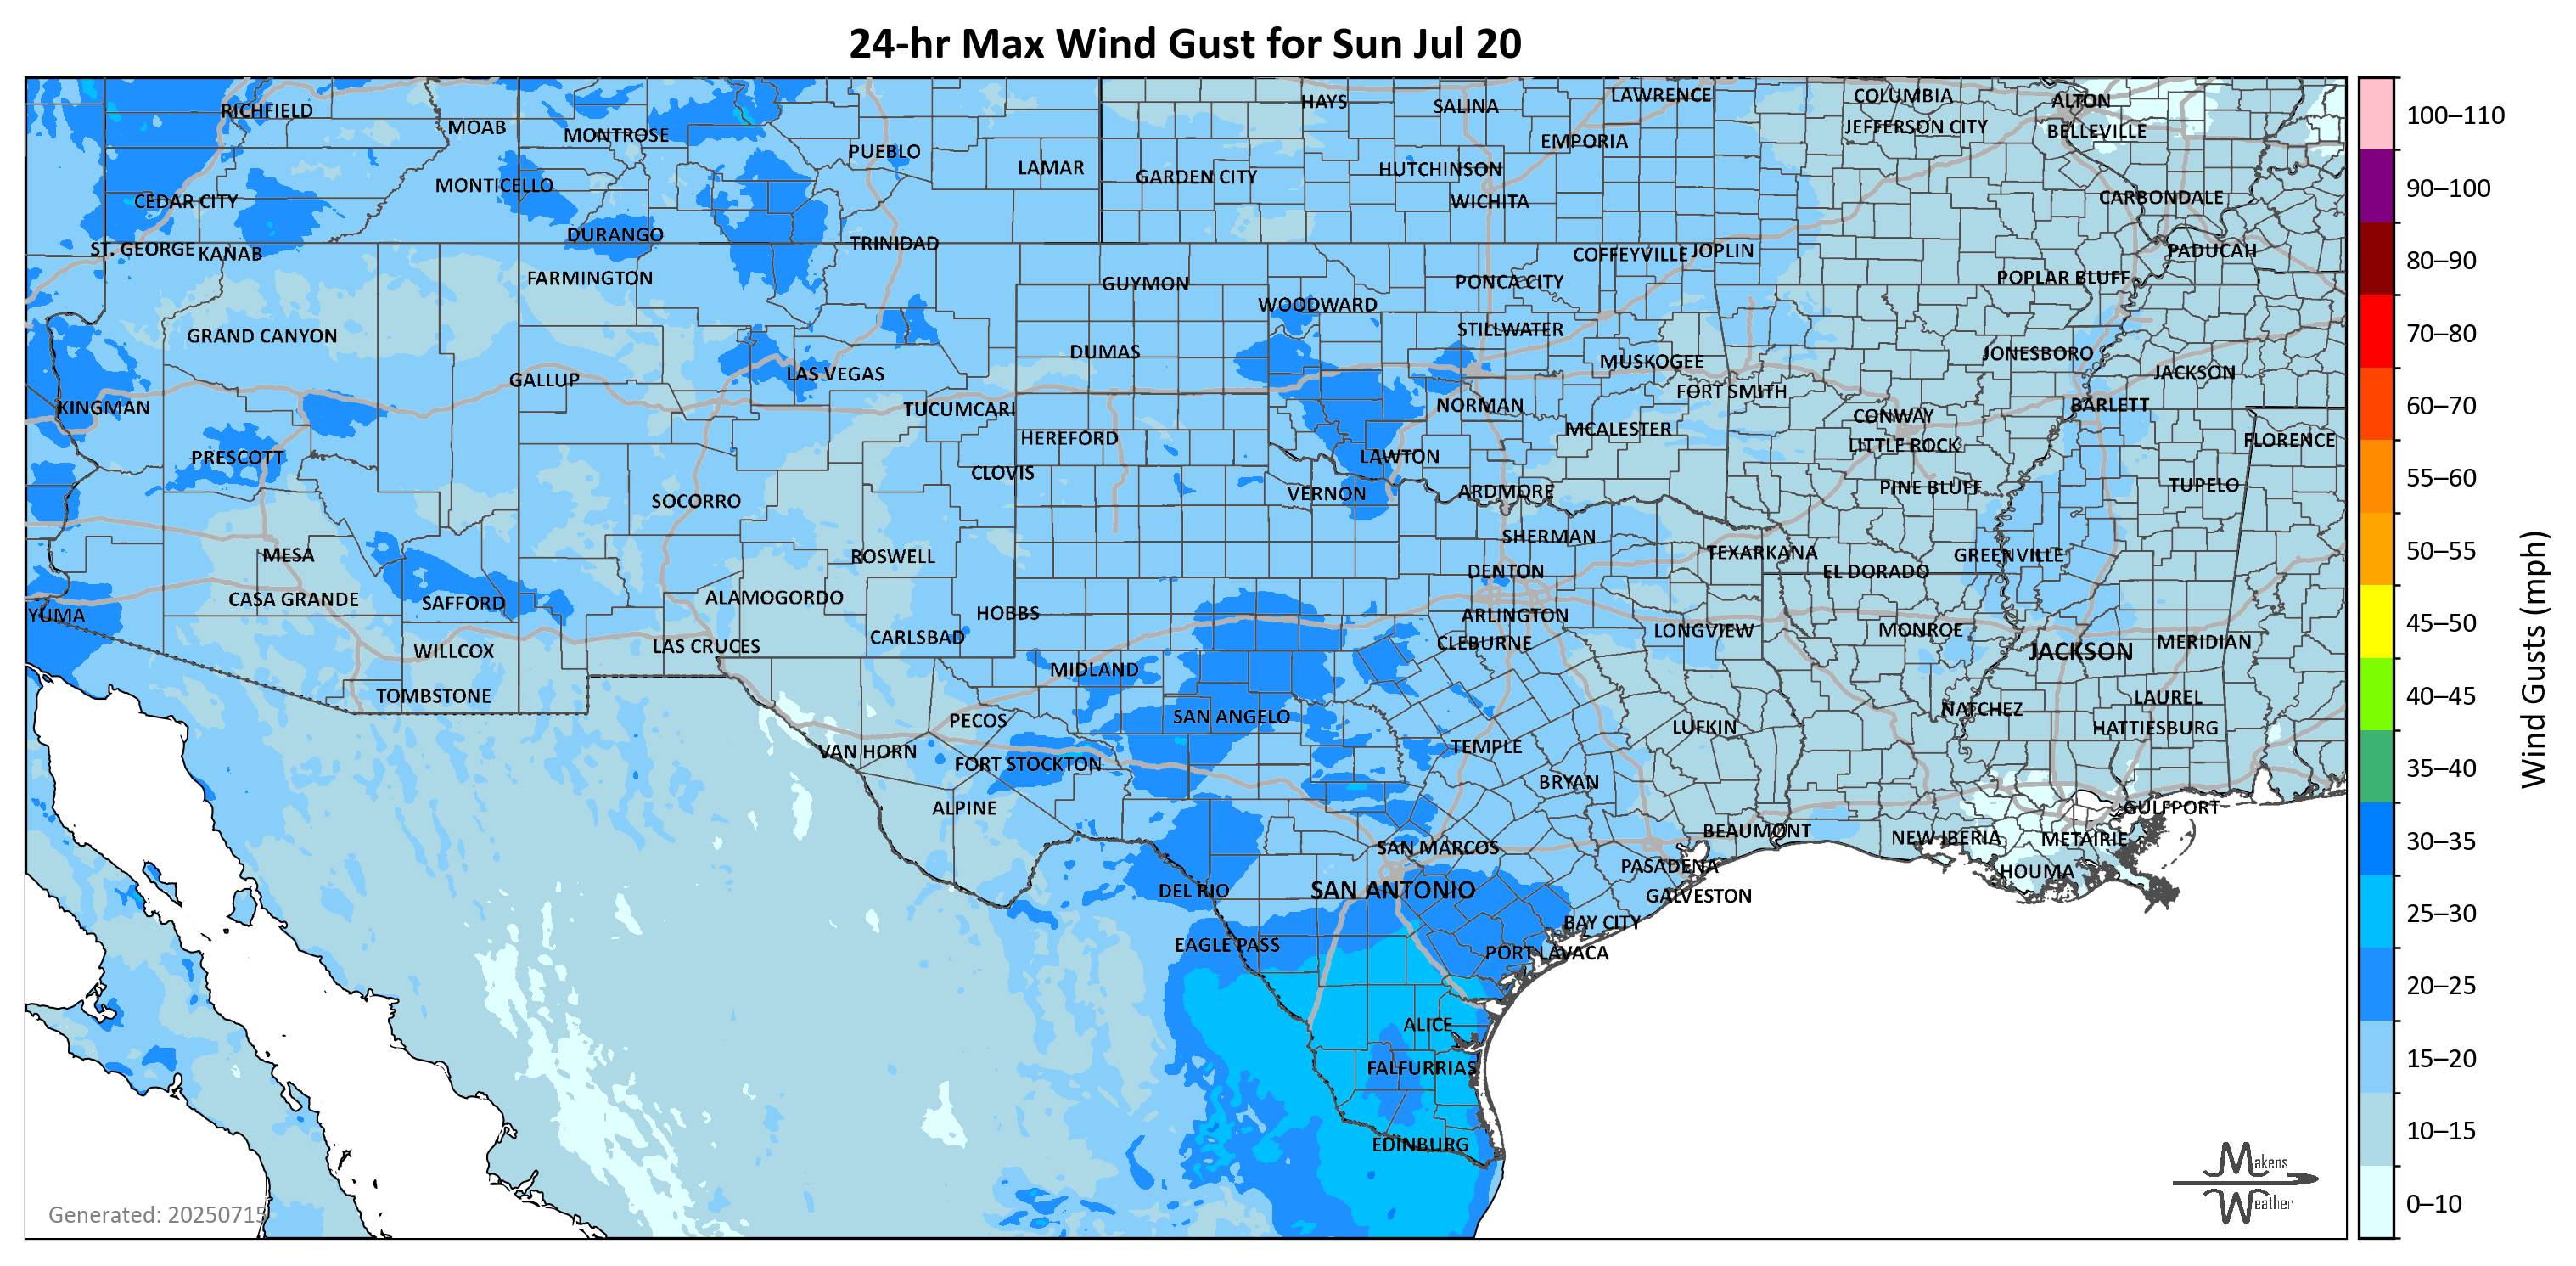 24-hr Max Wind Gust for Sun Jul 20
RICHFIELD
MOAB
MONTROSE
PUEBLO
LAMAR
HAYS
SALINA
LAWRENCE
COLUMBIA
ALTON
JEFFERSON CITY
BELLEVILLE
EMPORIA
HUTCHINSON
GARDEN CITY
MONTICELLO
CEDAR CITY
WICHITA
CARBONDALE
DURANGO
TRINIDAD
ST. GEORGE
KANAB
COFFEYVILLE
JOPLIN
PADUCAH
FARMINGTON
GUYMON
PONCA CITY
POPLAR BLUFF
WOODWARD
GRAND CANYON
STILLWATER
DUMAS
MUSKOGEE
JONESBORO
GALLUP
LAS VEGAS
JACKSON
FORT SMITH
KINGMAN
TUCUMCARI
NORMAN
CONWAY
BARLETT
HEREFORD
MCALESTER
LITTLE ROCK
FLORENCE
PRESCOTT
CLOVIS
LAWTON
SOCORRO
VERNON
ARDMORE
PINE BLUFF
TUPELO
MESA
ROSWELL
SHERMAN
TEXARKANA
GREENVILLE
CASA GRANDE
SAFFORD
ALAMOGORDO
DENTON
EL DORADO
YUMA
HOBBS
ARLINGTON
LAS CRUCES
CARLSBAD
CLEBURNE
LONGVIEW
MONROE
JACKSON
MERIDIAN
WILLCOX
MIDLAND
TOMBSTONE
PECOS
SAN ANGELO
LUFKIN
NATCHEZ
LAUREL
HATTIESBURG
VAN HORN
FORT STOCKTON
TEMPLE
BRYAN
ALPINE
GULFPORT
BEAUMONT
NEW IBERIA
METAIRIE
SAN MARCOS
PASADENA
HOUMA
DEL RIO
SAN ANTONIO
GALVESTON
BAY CITY
EAGLE PASS
PORT LAVACA
ALICE
FALFURRIAS
EDINBURG
Generated: 20250715
Makens
Weather
100–110
90–100
80–90
70–80
60–70
55–60
50–55
45–50
40–45
35–40
30–35
25–30
20–25
15–20
10–15
0–10
Wind Gusts (mph)